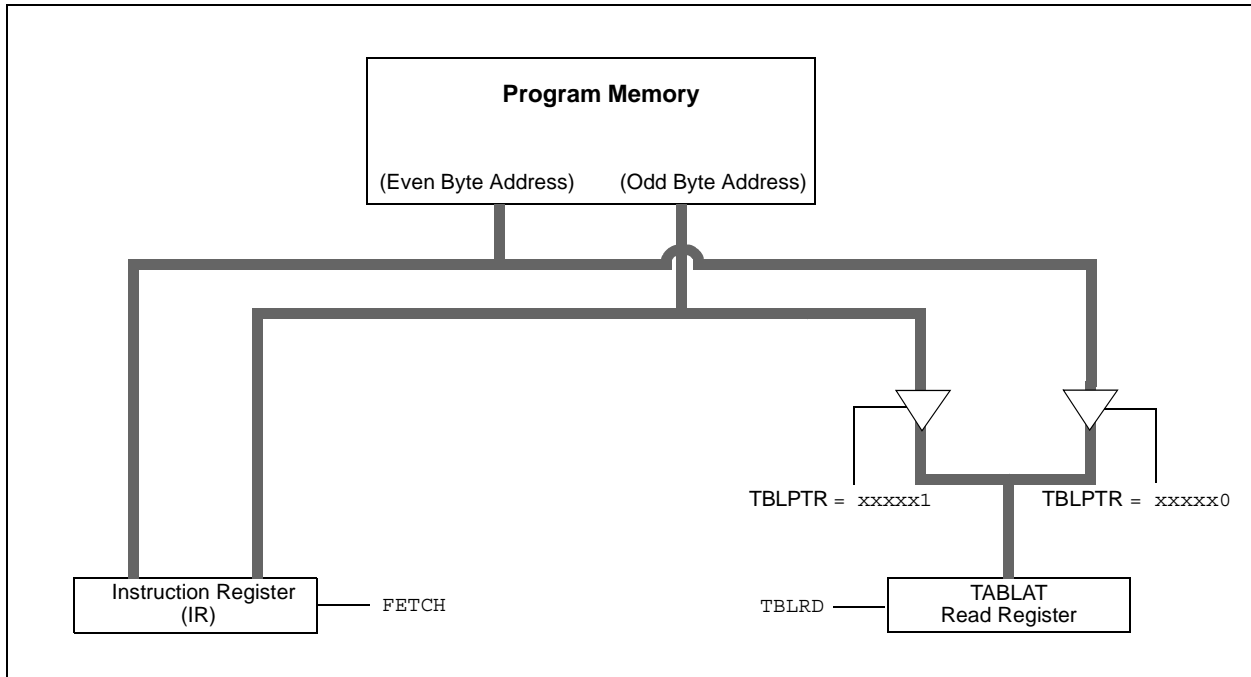 Program Memory
(Even Byte Address) (Odd Byte Address)
TBLPTR = xxxxx1 TBLPTR = xxxxx0
Instruction Register
(IR)
FETCH
TBLRD
TABLAT
Read Register